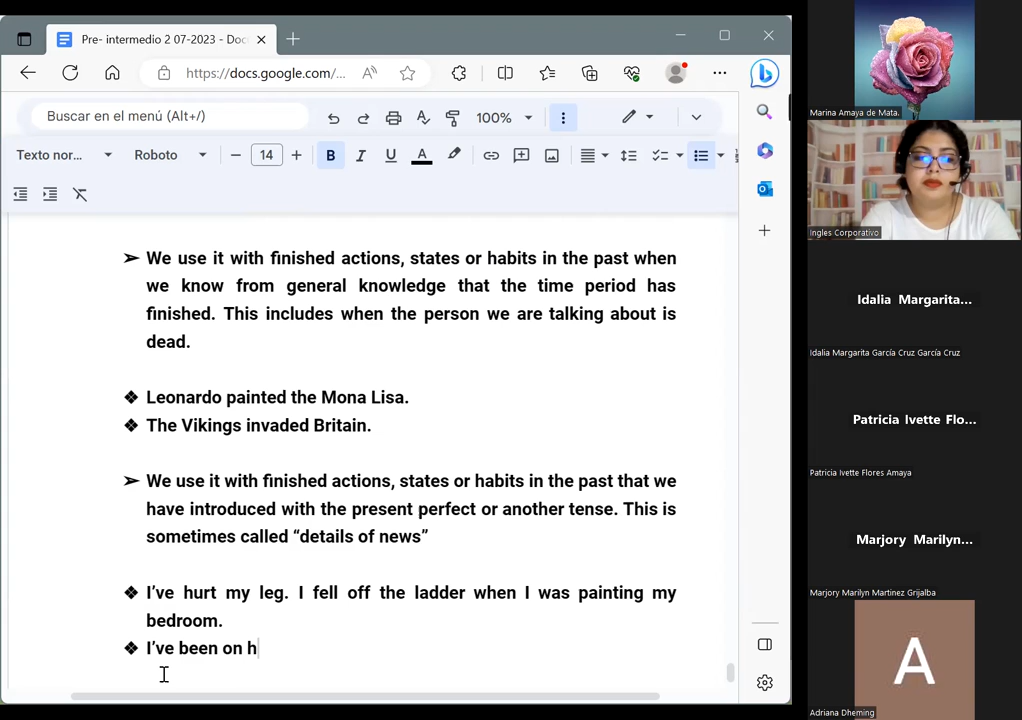 Pre- intermedio 2 07-2023 - Doc
https://docs.google.com/...
Buscar en el menú (Alt+/)
100%
Texto nor...
Roboto
14
B
I
U
A
➢ We use it with finished actions, states or habits in the past when
we know from general knowledge that the time period has
finished. This includes when the person we are talking about is
dead.
❖ Leonardo painted the Mona Lisa.
❖ The Vikings invaded Britain.
➢ We use it with finished actions, states or habits in the past that we
have introduced with the present perfect or another tense. This is
sometimes called “details of news”
❖ I’ve hurt my leg. I fell off the ladder when I was painting my
bedroom.
❖ I’ve been on h
Marina Amaya de Mata.
Ingles Corporativo
Idalia Margarita...
Idalia Margarita García Cruz García Cruz
Patricia Ivette Flo...
Patricia Ivette Flores Amaya
Marjory Marilyn...
Marjory Marilyn Martinez Grijalba
A
Adriana Dheming